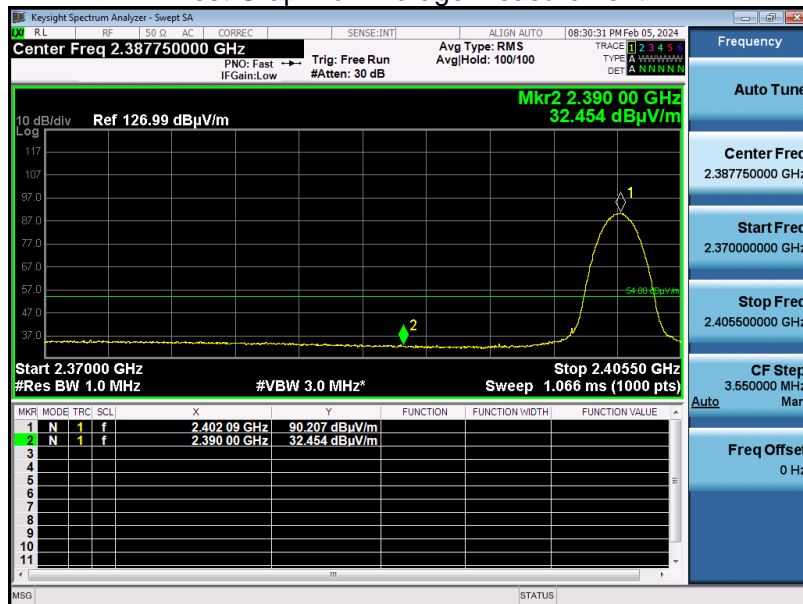 Keysight Spectrum Analyzer - Swept SA
LXI RL RF 50 Ω AC CORREC SENSE:INT ALIGN AUTO 08:30:31 PM Feb 05, 2024
Center Freq 2.387750000 GHz
PNO: Fast
IFGain:Low
Trig: Free Run
#Atten: 30 dB
Avg Type: RMS
Avg|Hold: 100/100
TRACE 1 2 3 4 5 6
TYPE A WWWWW
DET A N N N N N
Mkr2 2.390 00 GHz
32.454 dBµV/m
10 dB/div Ref 126.99 dBµV/m
Log
117
107
97.0
87.0
77.0
67.0
57.0
47.0
37.0
1
54.00 dBµV/m
2
Start 2.37000 GHz Stop 2.40550 GHz
#Res BW 1.0 MHz #VBW 3.0 MHz* Sweep 1.066 ms (1000 pts)
MKR MODE TRC SCL X Y FUNCTION FUNCTION WIDTH FUNCTION VALUE
1 N 1 f 2.402 09 GHz 90.207 dBµV/m
2 N 1 f 2.390 00 GHz 32.454 dBµV/m
3
4
5
6
7
8
9
10
11
MSG STATUS
Frequency
Auto Tune
Center Freq
2.387750000 GHz
Start Freq
2.370000000 GHz
Stop Freq
2.405500000 GHz
CF Step
3.550000 MHz
Auto Man
Freq Offset
0 Hz